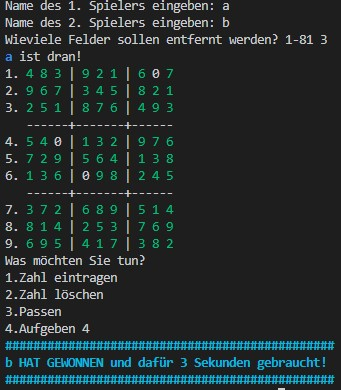 Name des 1. Spielers eingeben: a
Name des 2. Spielers eingeben: b
Wieviele Felder sollen entfernt werden? 1-81 3
a ist dran!
1. 4 8 3 | 9 2 1 | 6 0 7
2. 9 6 7 | 3 4 5 | 8 2 1
3. 2 5 1 | 8 7 6 | 4 9 3
------+-------+------
4. 5 4 0 | 1 3 2 | 9 7 6
5. 7 2 9 | 5 6 4 | 1 3 8
6. 1 3 6 | 0 9 8 | 2 4 5
------+-------+------
7. 3 7 2 | 6 8 9 | 5 1 4
8. 8 1 4 | 2 5 3 | 7 6 9
9. 6 9 5 | 4 1 7 | 3 8 2
Was möchten Sie tun?
1.Zahl eintragen
2.Zahl löschen
3.Passen
4.Aufgeben 4
###############################################
b HAT GEWONNEN und dafür 3 Sekunden gebraucht!
###############################################